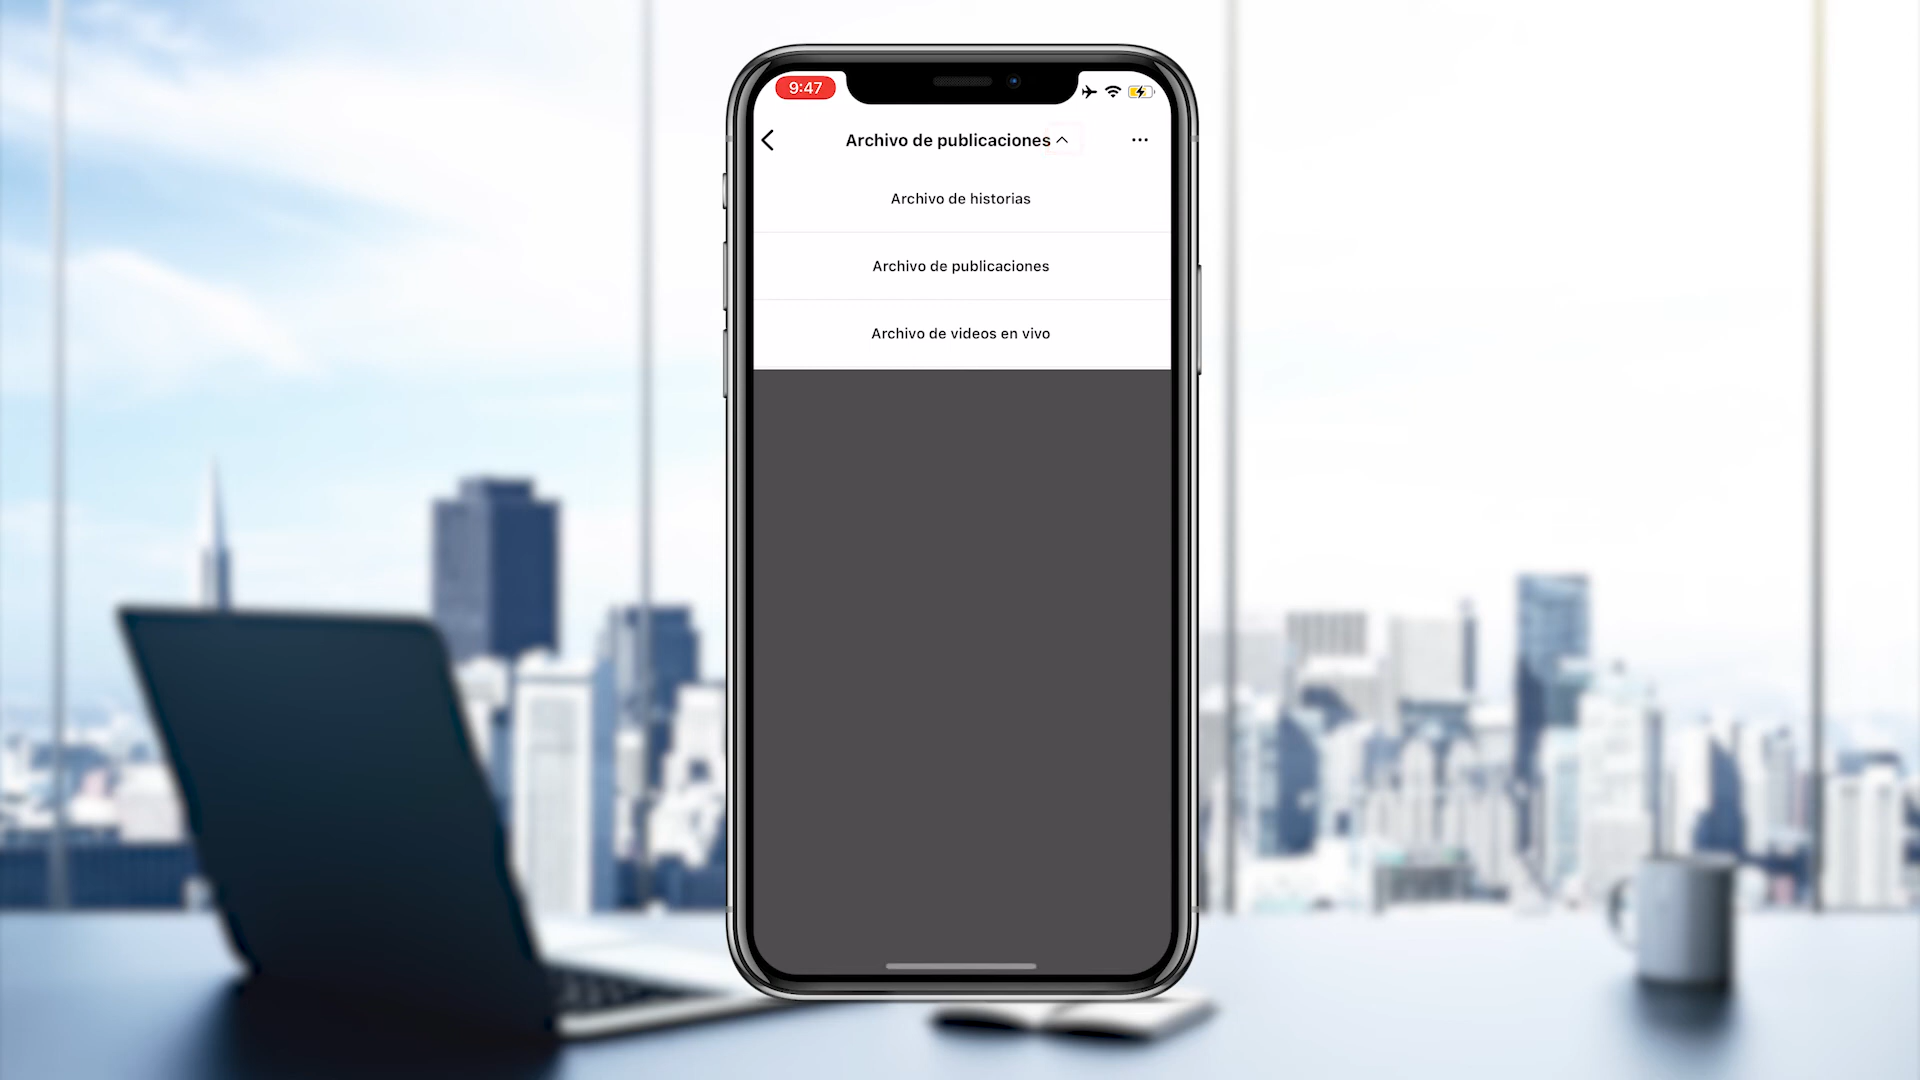 9:47
Archivo de publicaciones
Archivo de historias
Archivo de publicaciones
Archivo de videos en vivo